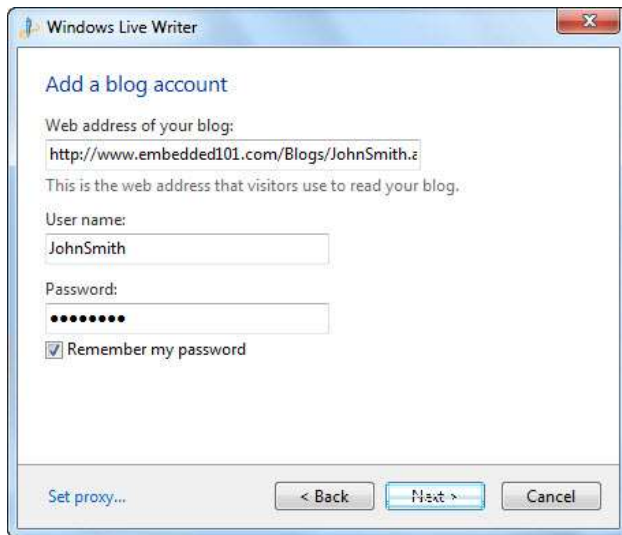 Windows Live Writer
Add a blog account
Web address of your blog:
http://www.embedded101.com/Blogs/JohnSmith.a
This is the web address that visitors use to read your blog.
User name:
JohnSmith
Password:
●●●●●●●●
Remember my password
Set proxy... < Back Next > Cancel